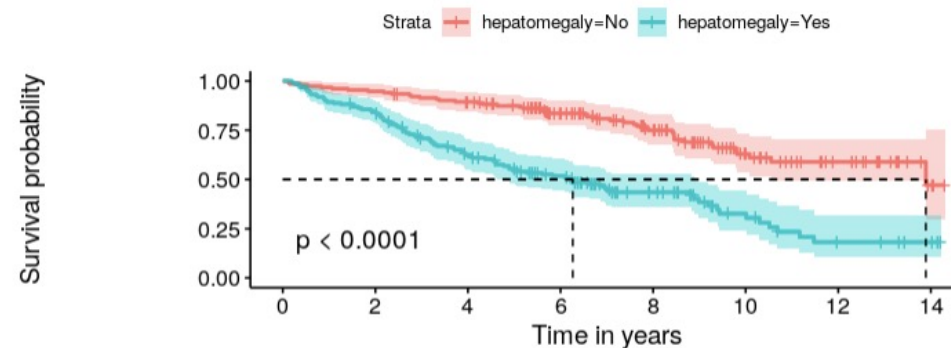 Strata hepatomegaly=No hepatomegaly=Yes
Survival probability
1.00
0.75
0.50
0.25
0.00
p < 0.0001
0 2 4 6 8 10 12 14
Time in years